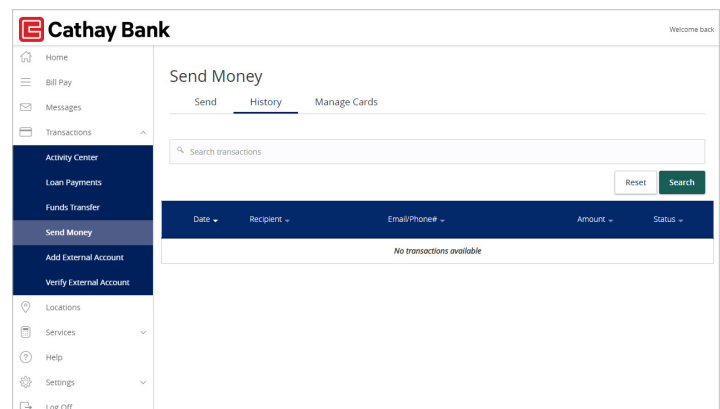 Cathay Bank
Welcome back
Home
Bill Pay
Messages
Transactions
Activity Center
Loan Payments
Funds Transfer
Send Money
Add External Account
Verify External Account
Locations
Services
Help
Settings
Log Off
Send Money
Send History Manage Cards
Search transactions
Reset Search
Date Recipient Email/Phone# Amount Status
No transactions available